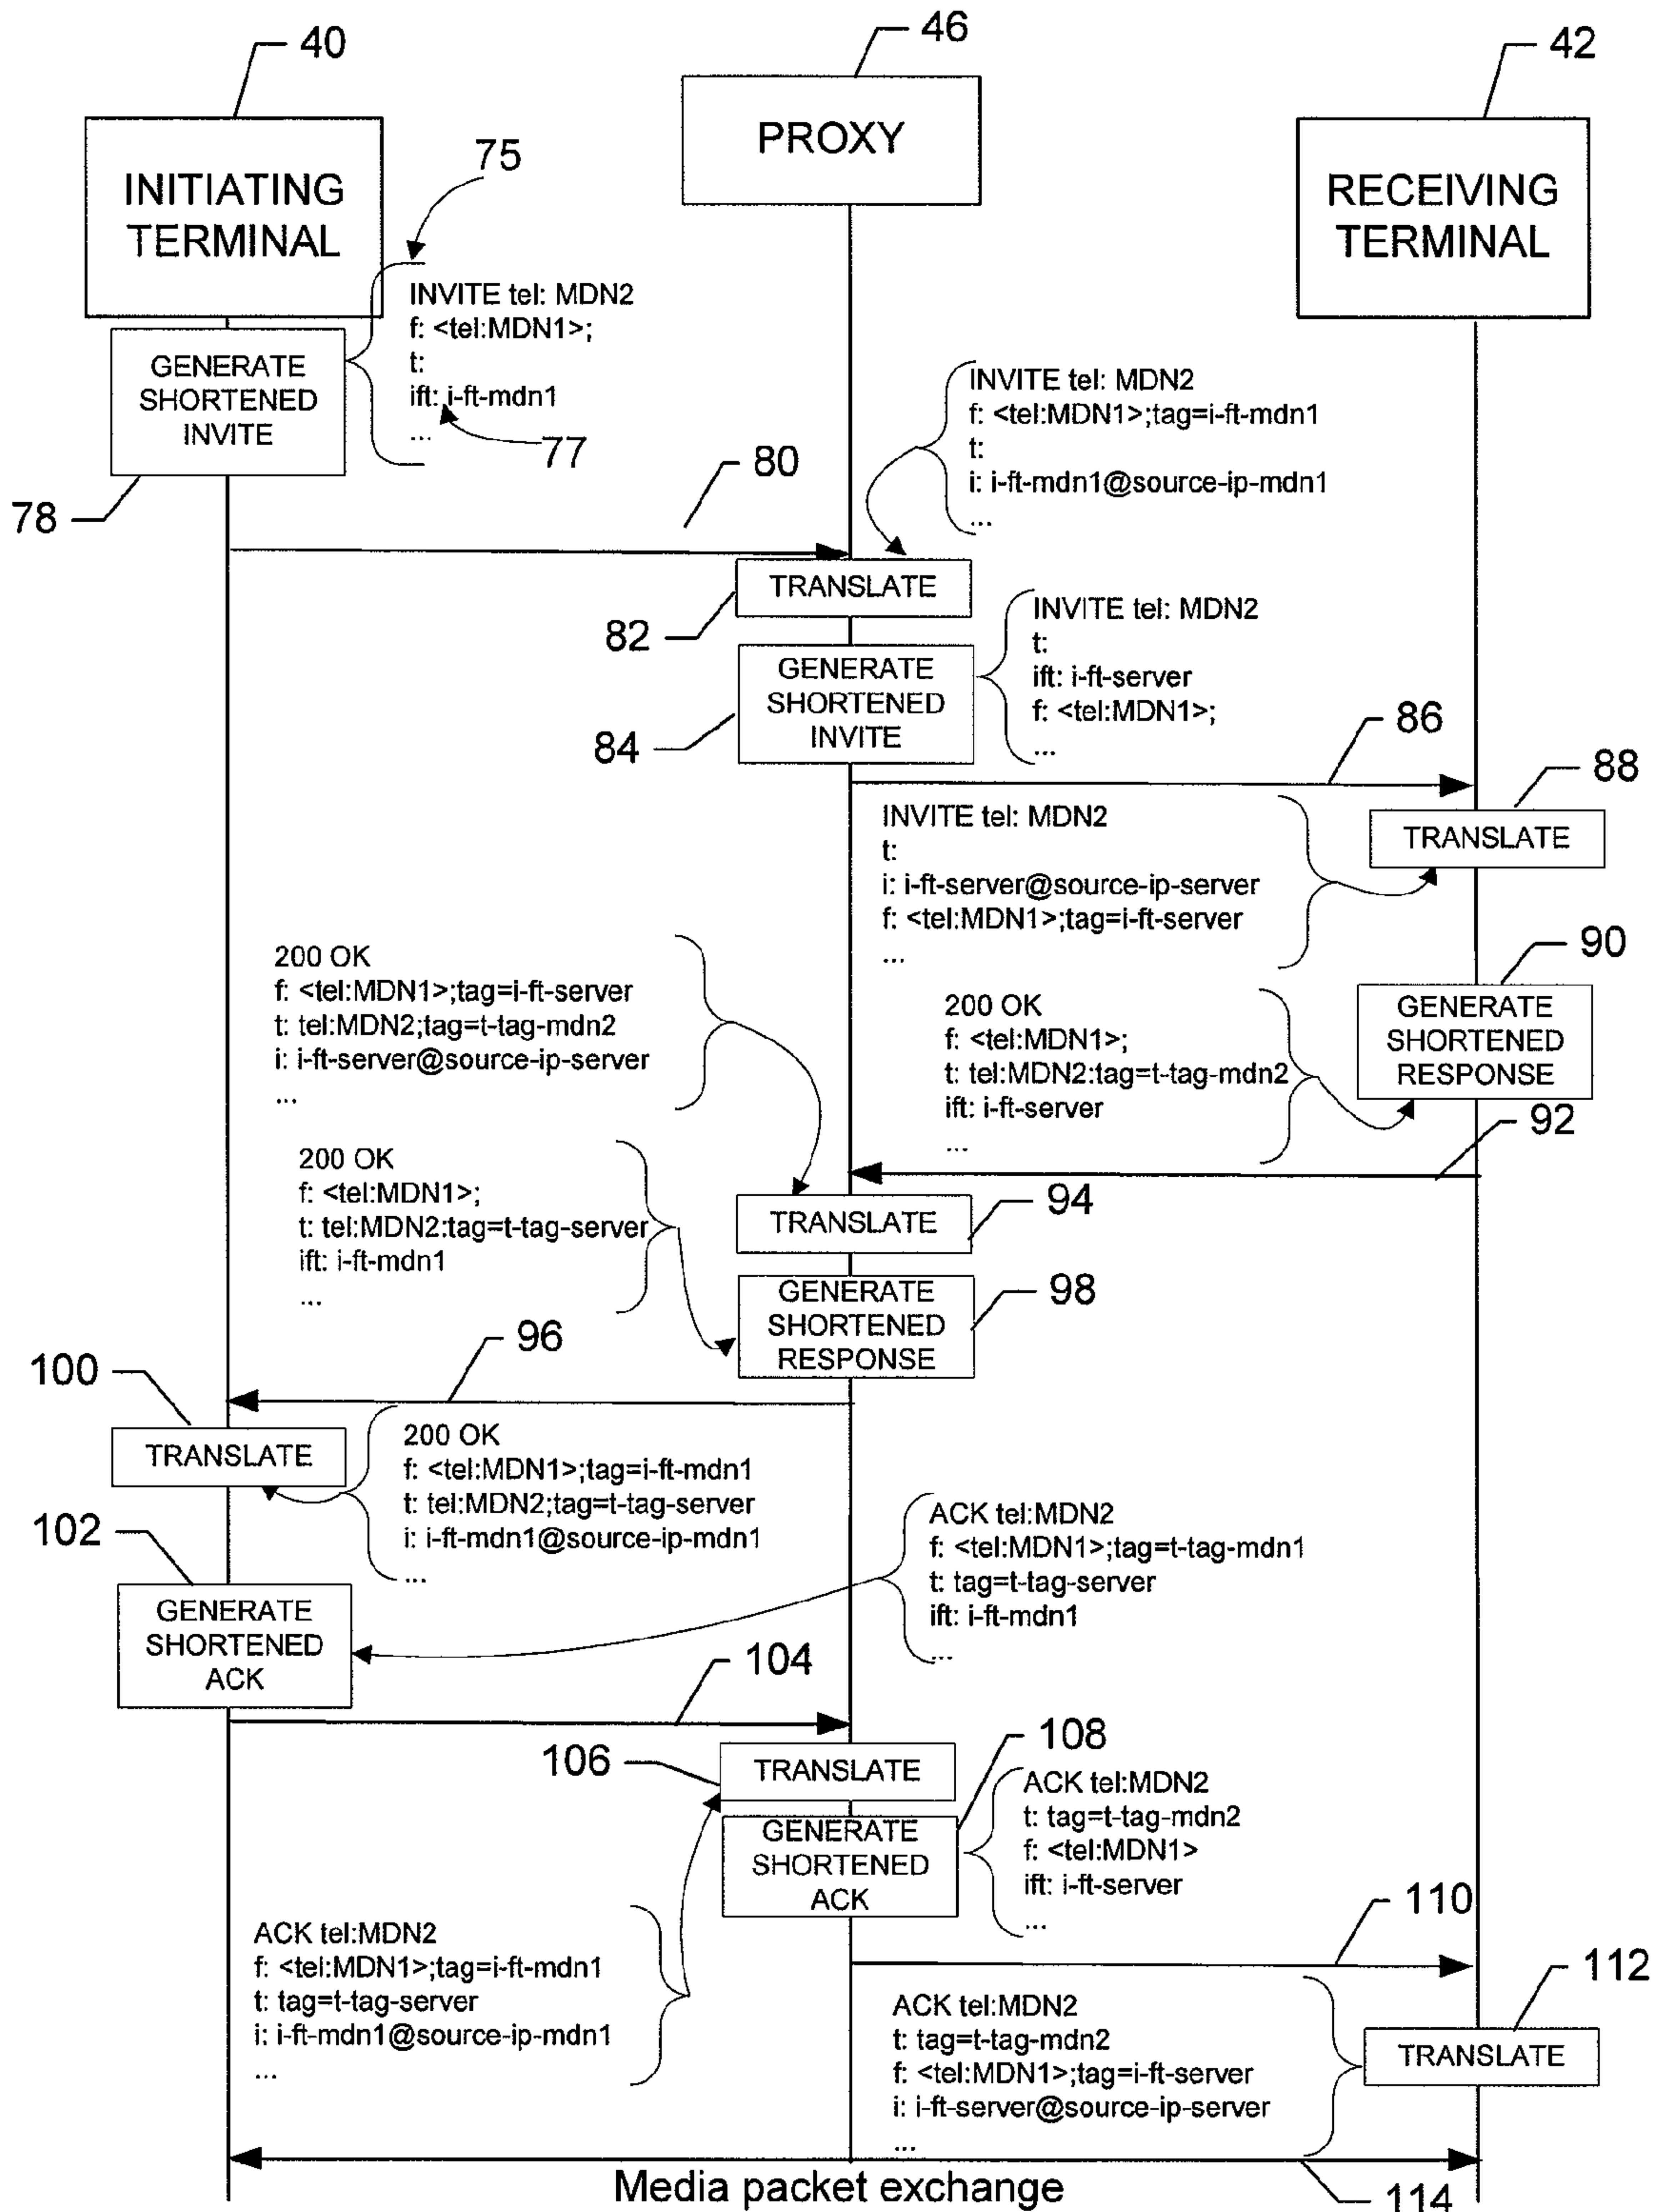 40
46
42
INITIATING
TERMINAL
PROXY
RECEIVING
TERMINAL
75
INVITE tel: MDN2
f: <tel:MDN1>;
t:
ift: i-ft-mdn1
...
77
GENERATE
SHORTENED
INVITE
78
80
INVITE tel: MDN2
f: <tel:MDN1>;tag=i-ft-mdn1
t:
i: i-ft-mdn1@source-ip-mdn1
...
TRANSLATE
82
GENERATE
SHORTENED
INVITE
84
INVITE tel: MDN2
t:
ift: i-ft-server
f: <tel:MDN1>;
...
86
88
TRANSLATE
INVITE tel: MDN2
t:
i: i-ft-server@source-ip-server
f: <tel:MDN1>;tag=i-ft-server
...
90
GENERATE
SHORTENED
RESPONSE
200 OK
f: <tel:MDN1>;
t: tel:MDN2:tag=t-tag-mdn2
ift: i-ft-server
...
92
200 OK
f: <tel:MDN1>;tag=i-ft-server
t: tel:MDN2;tag=t-tag-mdn2
i: i-ft-server@source-ip-server
...
TRANSLATE
94
200 OK
f: <tel:MDN1>;
t: tel:MDN2:tag=t-tag-server
ift: i-ft-mdn1
...
GENERATE
SHORTENED
RESPONSE
98
96
100
TRANSLATE
200 OK
f: <tel:MDN1>;tag=i-ft-mdn1
t: tel:MDN2;tag=t-tag-server
i: i-ft-mdn1@source-ip-mdn1
...
102
GENERATE
SHORTENED
ACK
ACK tel:MDN2
f: <tel:MDN1>;tag=t-tag-mdn1
t: tag=t-tag-server
ift: i-ft-mdn1
...
104
106
TRANSLATE
108
GENERATE
SHORTENED
ACK
ACK tel:MDN2
t: tag=t-tag-mdn2
f: <tel:MDN1>
ift: i-ft-server
...
ACK tel:MDN2
f: <tel:MDN1>;tag=i-ft-mdn1
t: tag=t-tag-server
i: i-ft-mdn1@source-ip-mdn1
...
110
112
TRANSLATE
ACK tel:MDN2
t: tag=t-tag-mdn2
f: <tel:MDN1>;tag=i-ft-server
i: i-ft-server@source-ip-server
...
Media packet exchange
114